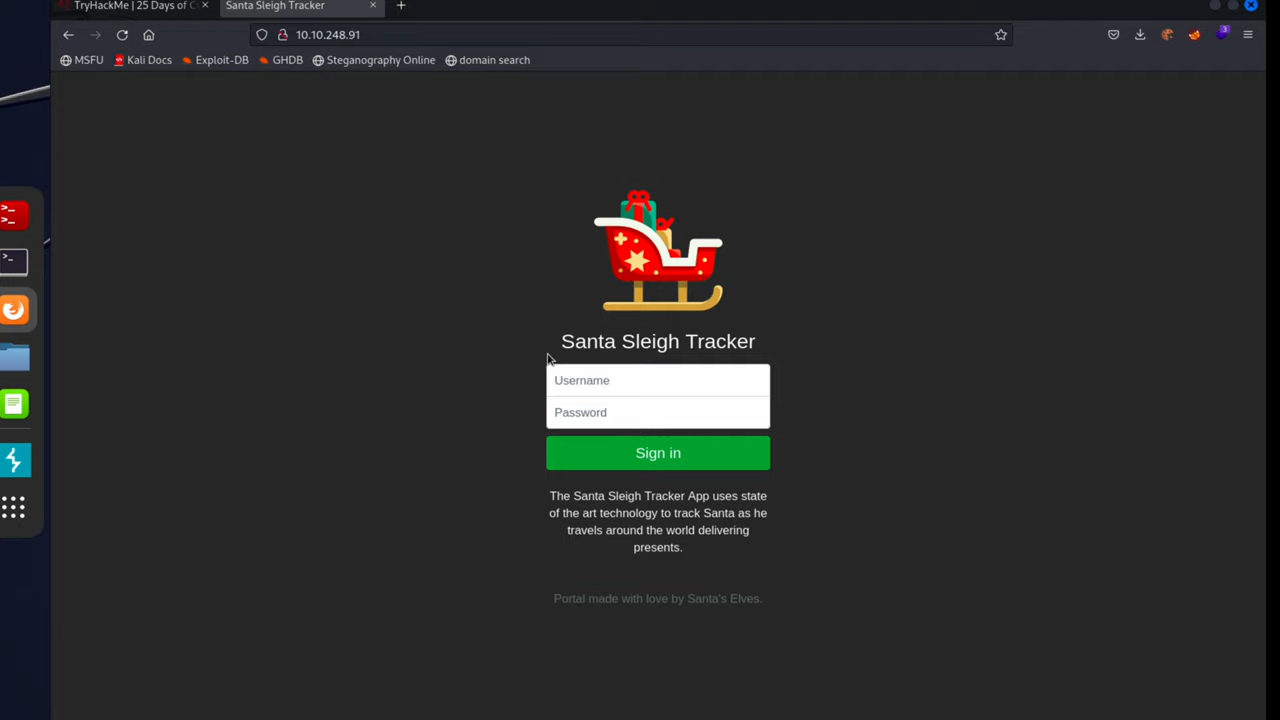 TryHackMe | 25 Days of C
Santa Sleigh Tracker
10.10.248.91
3
MSFU
Kali Docs
Exploit-DB
GHDB
Steganography Online
domain search
Santa Sleigh Tracker
Username
Password
Sign in
The Santa Sleigh Tracker App uses state
of the art technology to track Santa as he
travels around the world delivering
presents.
Portal made with love by Santa's Elves.